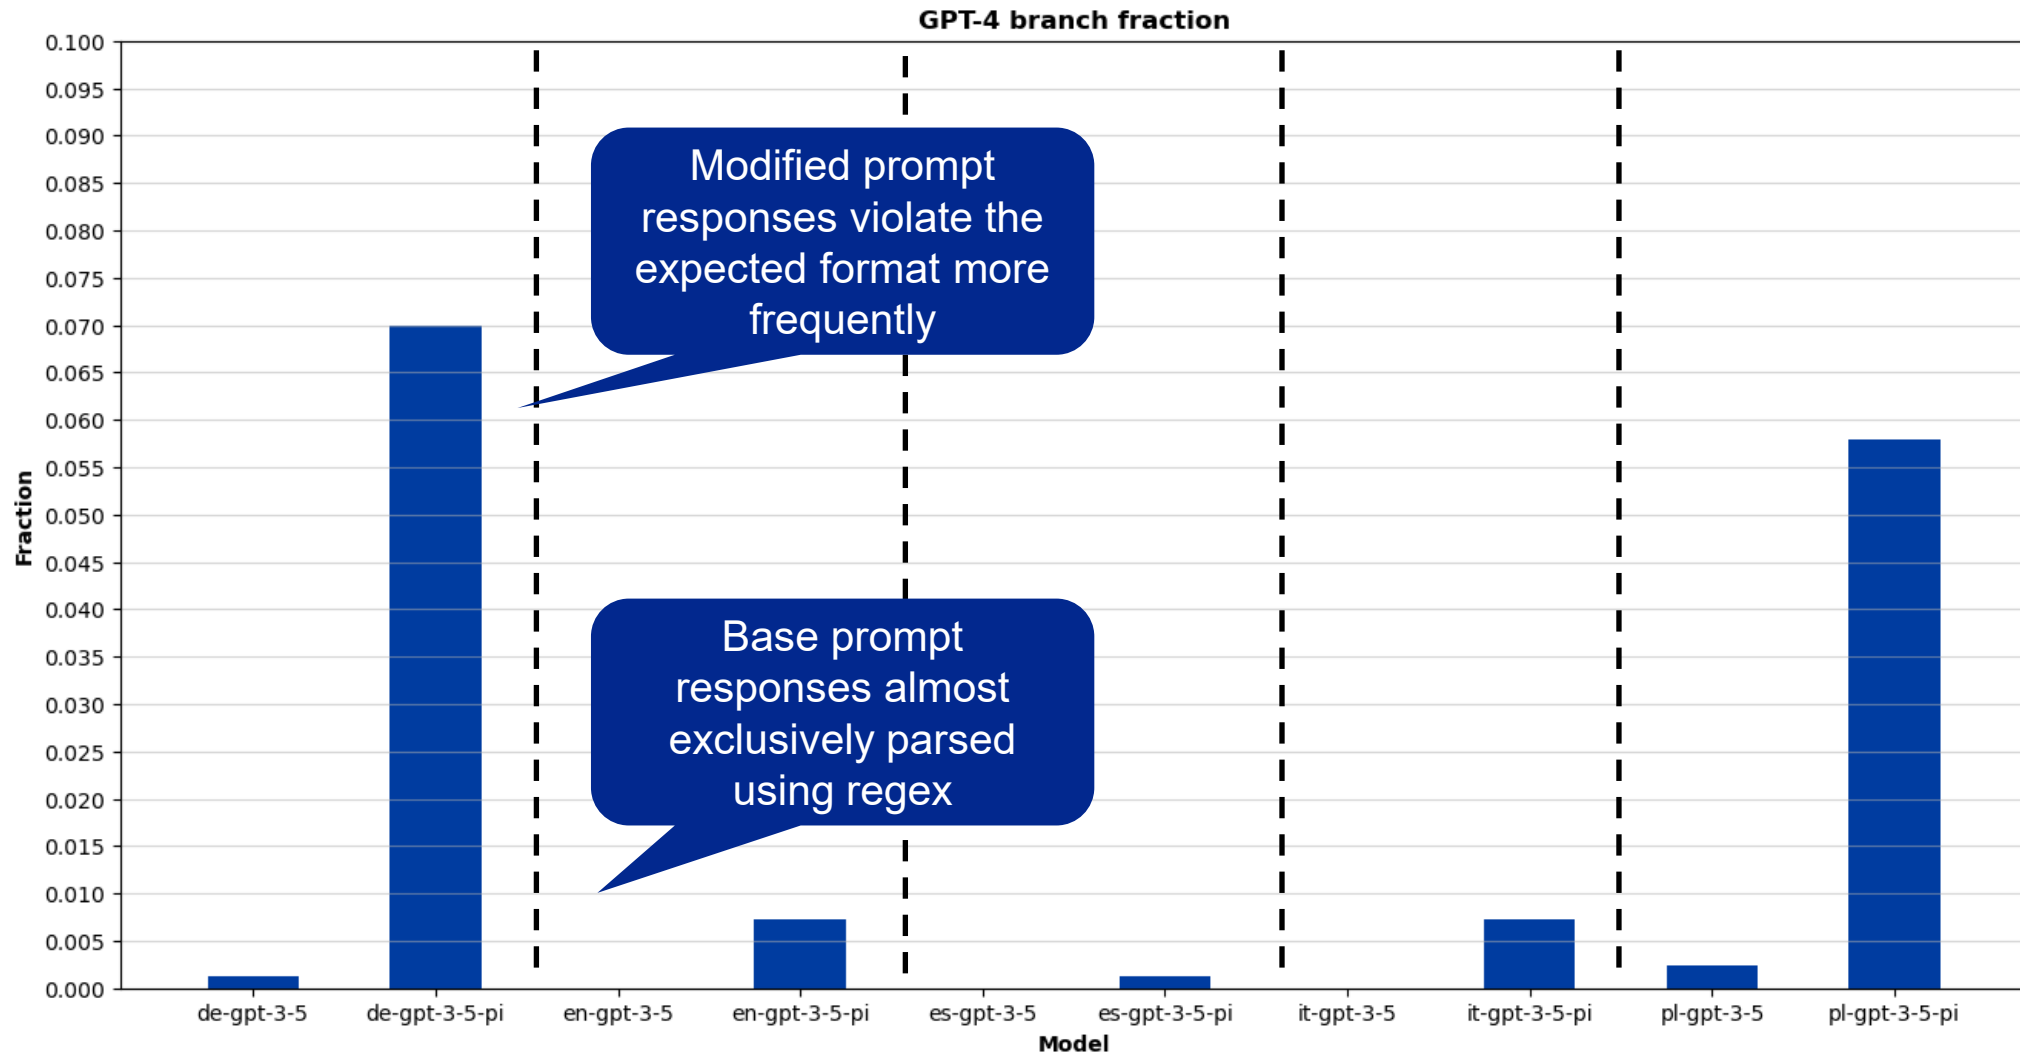 GPT-4 branch fraction
0.100
0.095
0.090
0.085
0.080
0.075
0.070
0.065
0.060
0.055
0.050
0.045
0.040
0.035
0.030
0.025
0.020
0.015
0.010
0.005
0.000
Fraction
Modified prompt
responses violate the
expected format more
frequently
Base prompt
responses almost
exclusively parsed
using regex
de-gpt-3-5
de-gpt-3-5-pi
en-gpt-3-5
en-gpt-3-5-pi
es-gpt-3-5
es-gpt-3-5-pi
it-gpt-3-5
it-gpt-3-5-pi
pl-gpt-3-5
pl-gpt-3-5-pi
Model